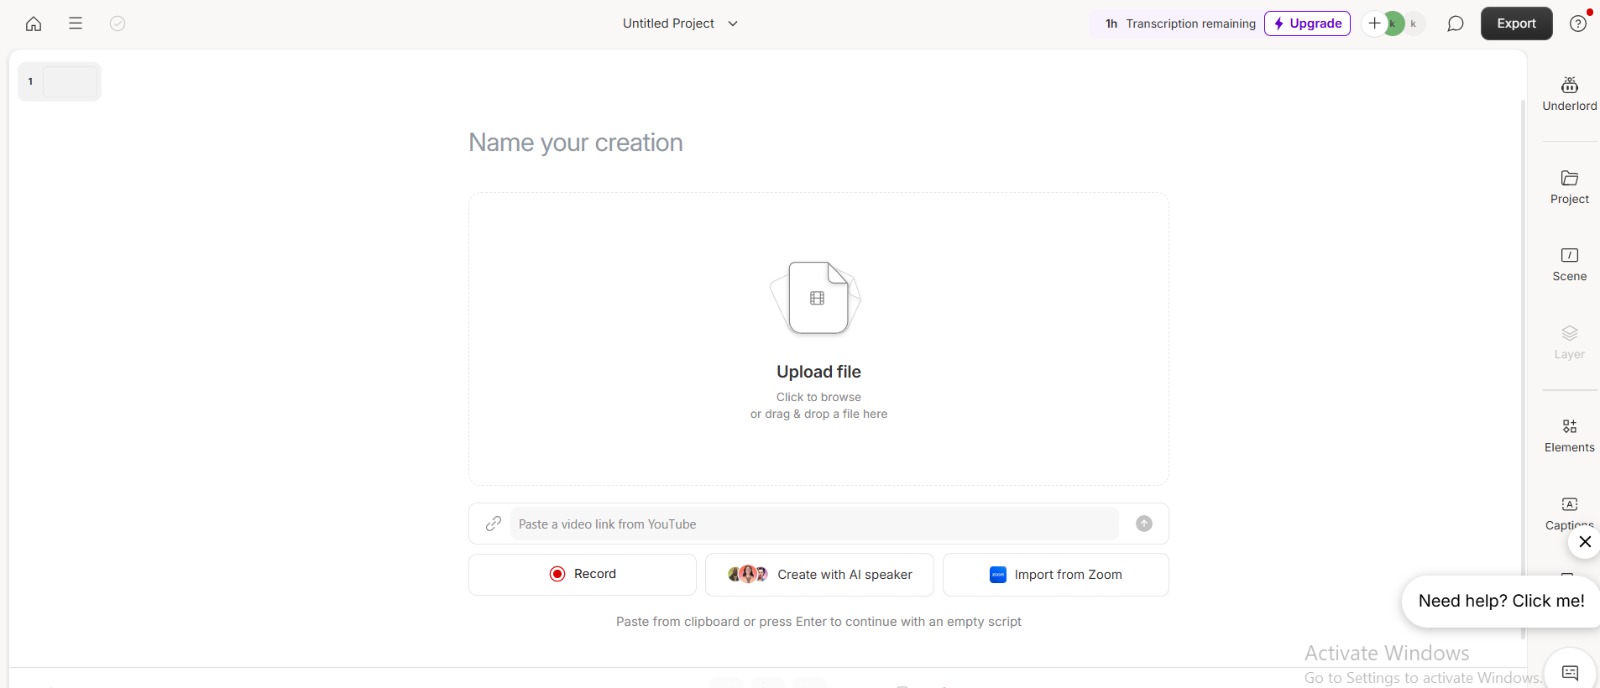 Untitled Project
1h Transcription remaining
Upgrade
k
k
Export
1
Name your creation
Upload file
Click to browse
or drag & drop a file here
Paste a video link from YouTube
Record
Create with AI speaker
zoom
Import from Zoom
Paste from clipboard or press Enter to continue with an empty script
Underlord
Project
Scene
Layer
Elements
Captions
Need help? Click me!
Activate Windows
Go to Settings to activate Windows.